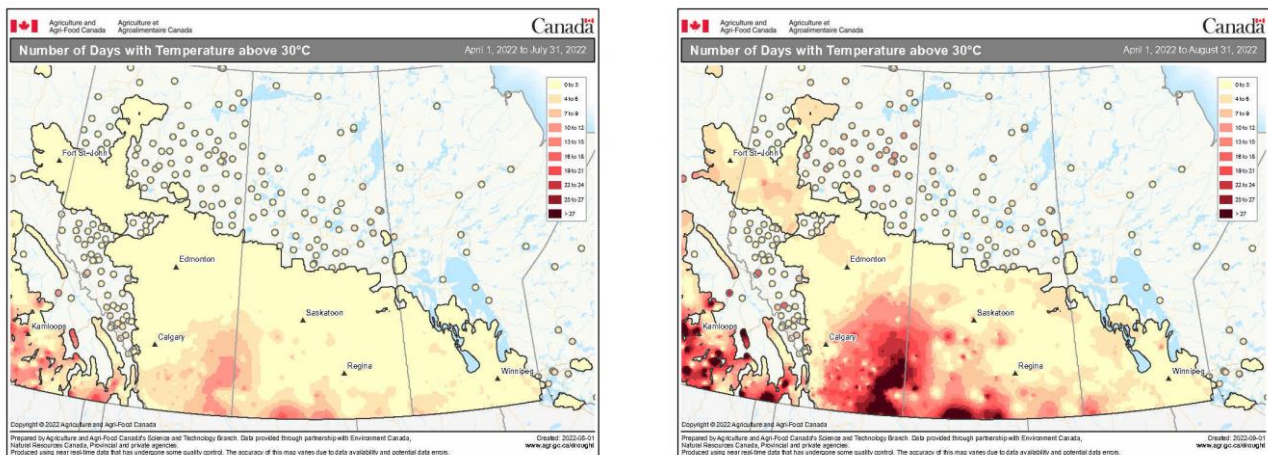 Agriculture and Agri-Food Canada
Agriculture et Agroalimentaire Canada
Canada
Number of Days with Temperature above 30°C
April 1, 2022 to July 31, 2022
0 to 3
4 to 6
7 to 9
10 to 12
13 to 15
16 to 18
19 to 21
22 to 24
25 to 27
> 27
Fort St-John
Edmonton
Kamloops
Calgary
Saskatoon
Regina
Winnipeg
Copyright © 2022 Agriculture and Agri-Food Canada
Prepared by Agriculture and Agri-Food Canada's Science and Technology Branch. Data provided through partnership with Environment Canada,
Natural Resources Canada, Provincial and private agencies.
Produced using near real-time data that has undergone some quality control. The accuracy of this map varies due to data availability and potential data errors.
www.agr.gc.ca/drought
Agriculture and Agri-Food Canada
Agriculture et Agroalimentaire Canada
Canada
Number of Days with Temperature above 30°C
April 1, 2022 to August 31, 2022
0 to 3
4 to 6
7 to 9
10 to 12
13 to 15
16 to 18
19 to 21
22 to 24
25 to 27
> 27
Fort St-John
Edmonton
Kamloops
Calgary
Saskatoon
Regina
Winnipeg
Copyright © 2022 Agriculture and Agri-Food Canada
Prepared by Agriculture and Agri-Food Canada's Science and Technology Branch. Data provided through partnership with Environment Canada,
Natural Resources Canada, Provincial and private agencies.
Produced using near real-time data that has undergone some quality control. The accuracy of this map varies due to data availability and potential data errors.
Created: 2022-09-01
www.agr.gc.ca/drought